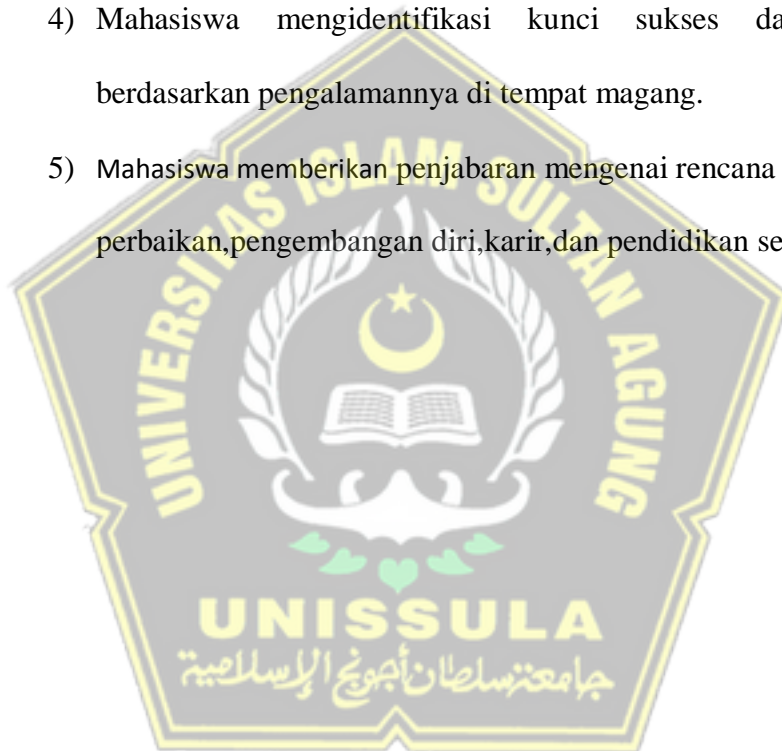 4) Mahasiswa mengidentifikasi kunci sukses da
berdasarkan pengalamannya di tempat magang.
5) Mahasiswa memberikan penjabaran mengenai rencana
perbaikan,pengembangan diri,karir,dan pendidikan se
UNIVERSITAS ISLAM SULTAN AGUNG
UNISSULA
جامعة سلطان أجونج الإسلامية